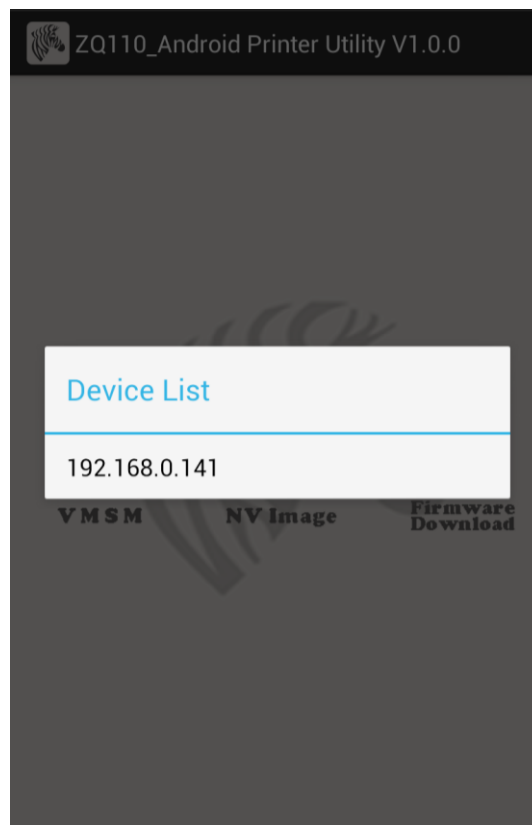 ZQ110_Android Printer Utility V1.0.0
Device List
192.168.0.141
VMSM
NV Image
Firmware
Download